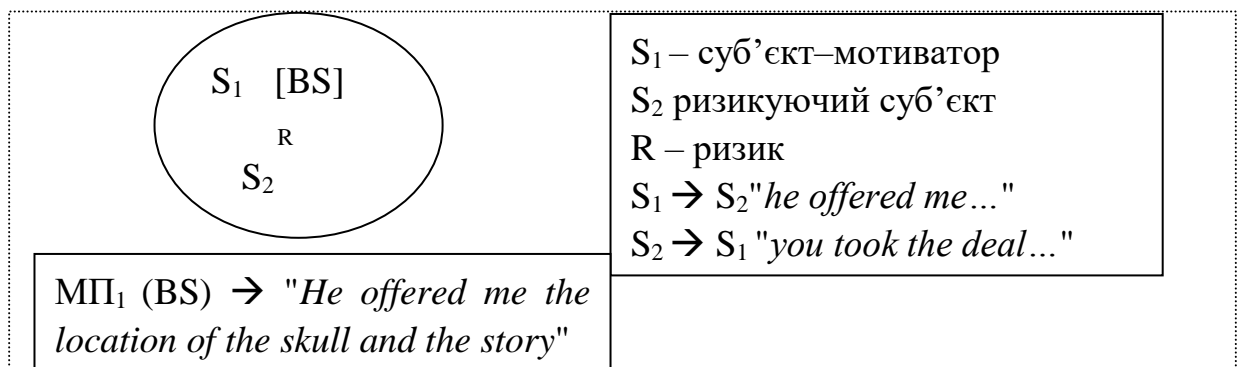 S₁ [BS]
R
S₂
S₁ – суб’єкт–мотиватор
S₂ ризикуючий суб’єкт
R – ризик
S₁ → S₂"he offered me…"
S₂ → S₁ "you took the deal…"
МП₁ (BS) → "He offered me the
location of the skull and the story"